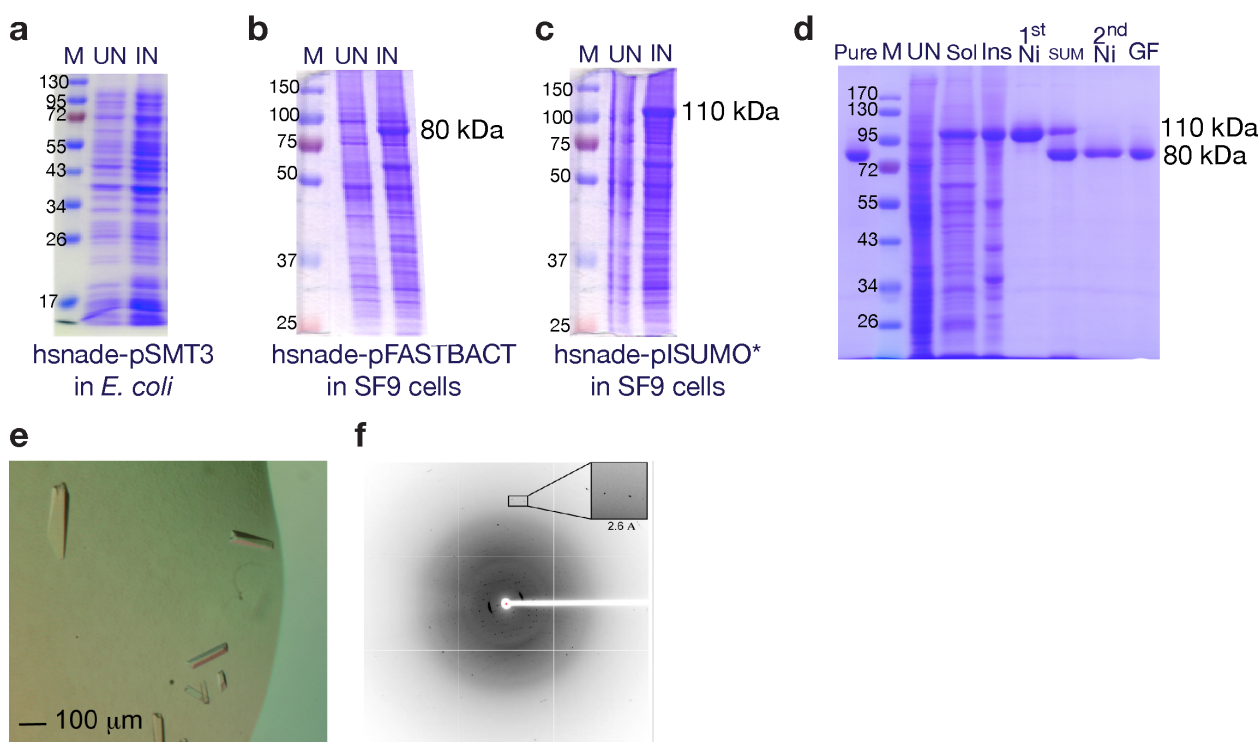 a
M UN IN
130
95
72
55
43
34
26
17
hsnade-pSMT3
in E. coli
b
M UN IN
150
100
75
50
37
25
80 kDa
hsnade-pFASTBACT
in SF9 cells
c
M UN IN
150
100
75
50
37
25
110 kDa
hsnade-pISUMO*
in SF9 cells
d
Pure M UN Sol Ins 1st Ni SUM 2nd Ni GF
170
130
95
72
55
43
34
26
110 kDa
80 kDa
e
100 μm
f
2.6 A